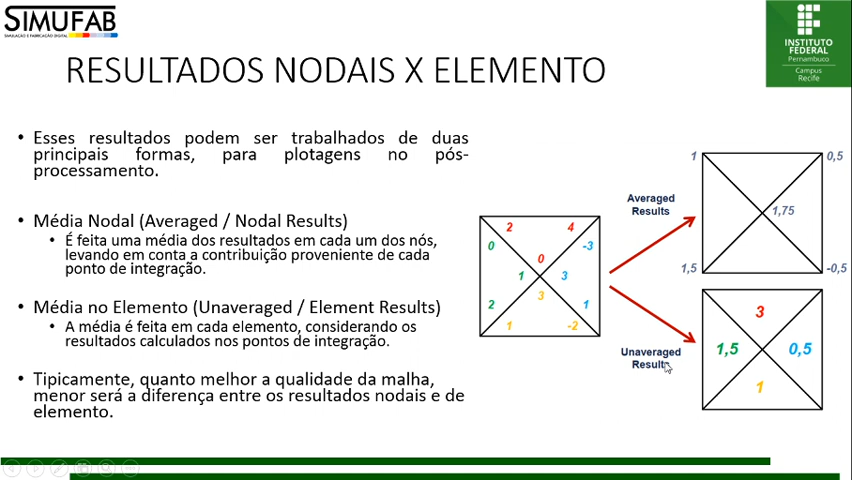 SIMUFAB
SIMULAÇÃO E FABRICAÇÃO DIGITAL
INSTITUTO
FEDERAL
Pernambuco
Campus
Recife
RESULTADOS NODAIS X ELEMENTO
• Esses resultados podem ser trabalhados de duas
principais formas, para plotagens no pós-
processamento.
• Média Nodal (Averaged / Nodal Results)
• É feita uma média dos resultados em cada um dos nós,
levando em conta a contribuição proveniente de cada
ponto de integração.
• Média no Elemento (Unaveraged / Element Results)
• A média é feita em cada elemento, considerando os
resultados calculados nos pontos de integração.
• Tipicamente, quanto melhor a qualidade da malha,
menor será a diferença entre os resultados nodais e de
elemento.
2 4
0 -3
0
1 3
3
2 1
1 -2
Averaged
Results
1 0,5
1,75
1,5 -0,5
Unaveraged
Results
3
1,5 0,5
1